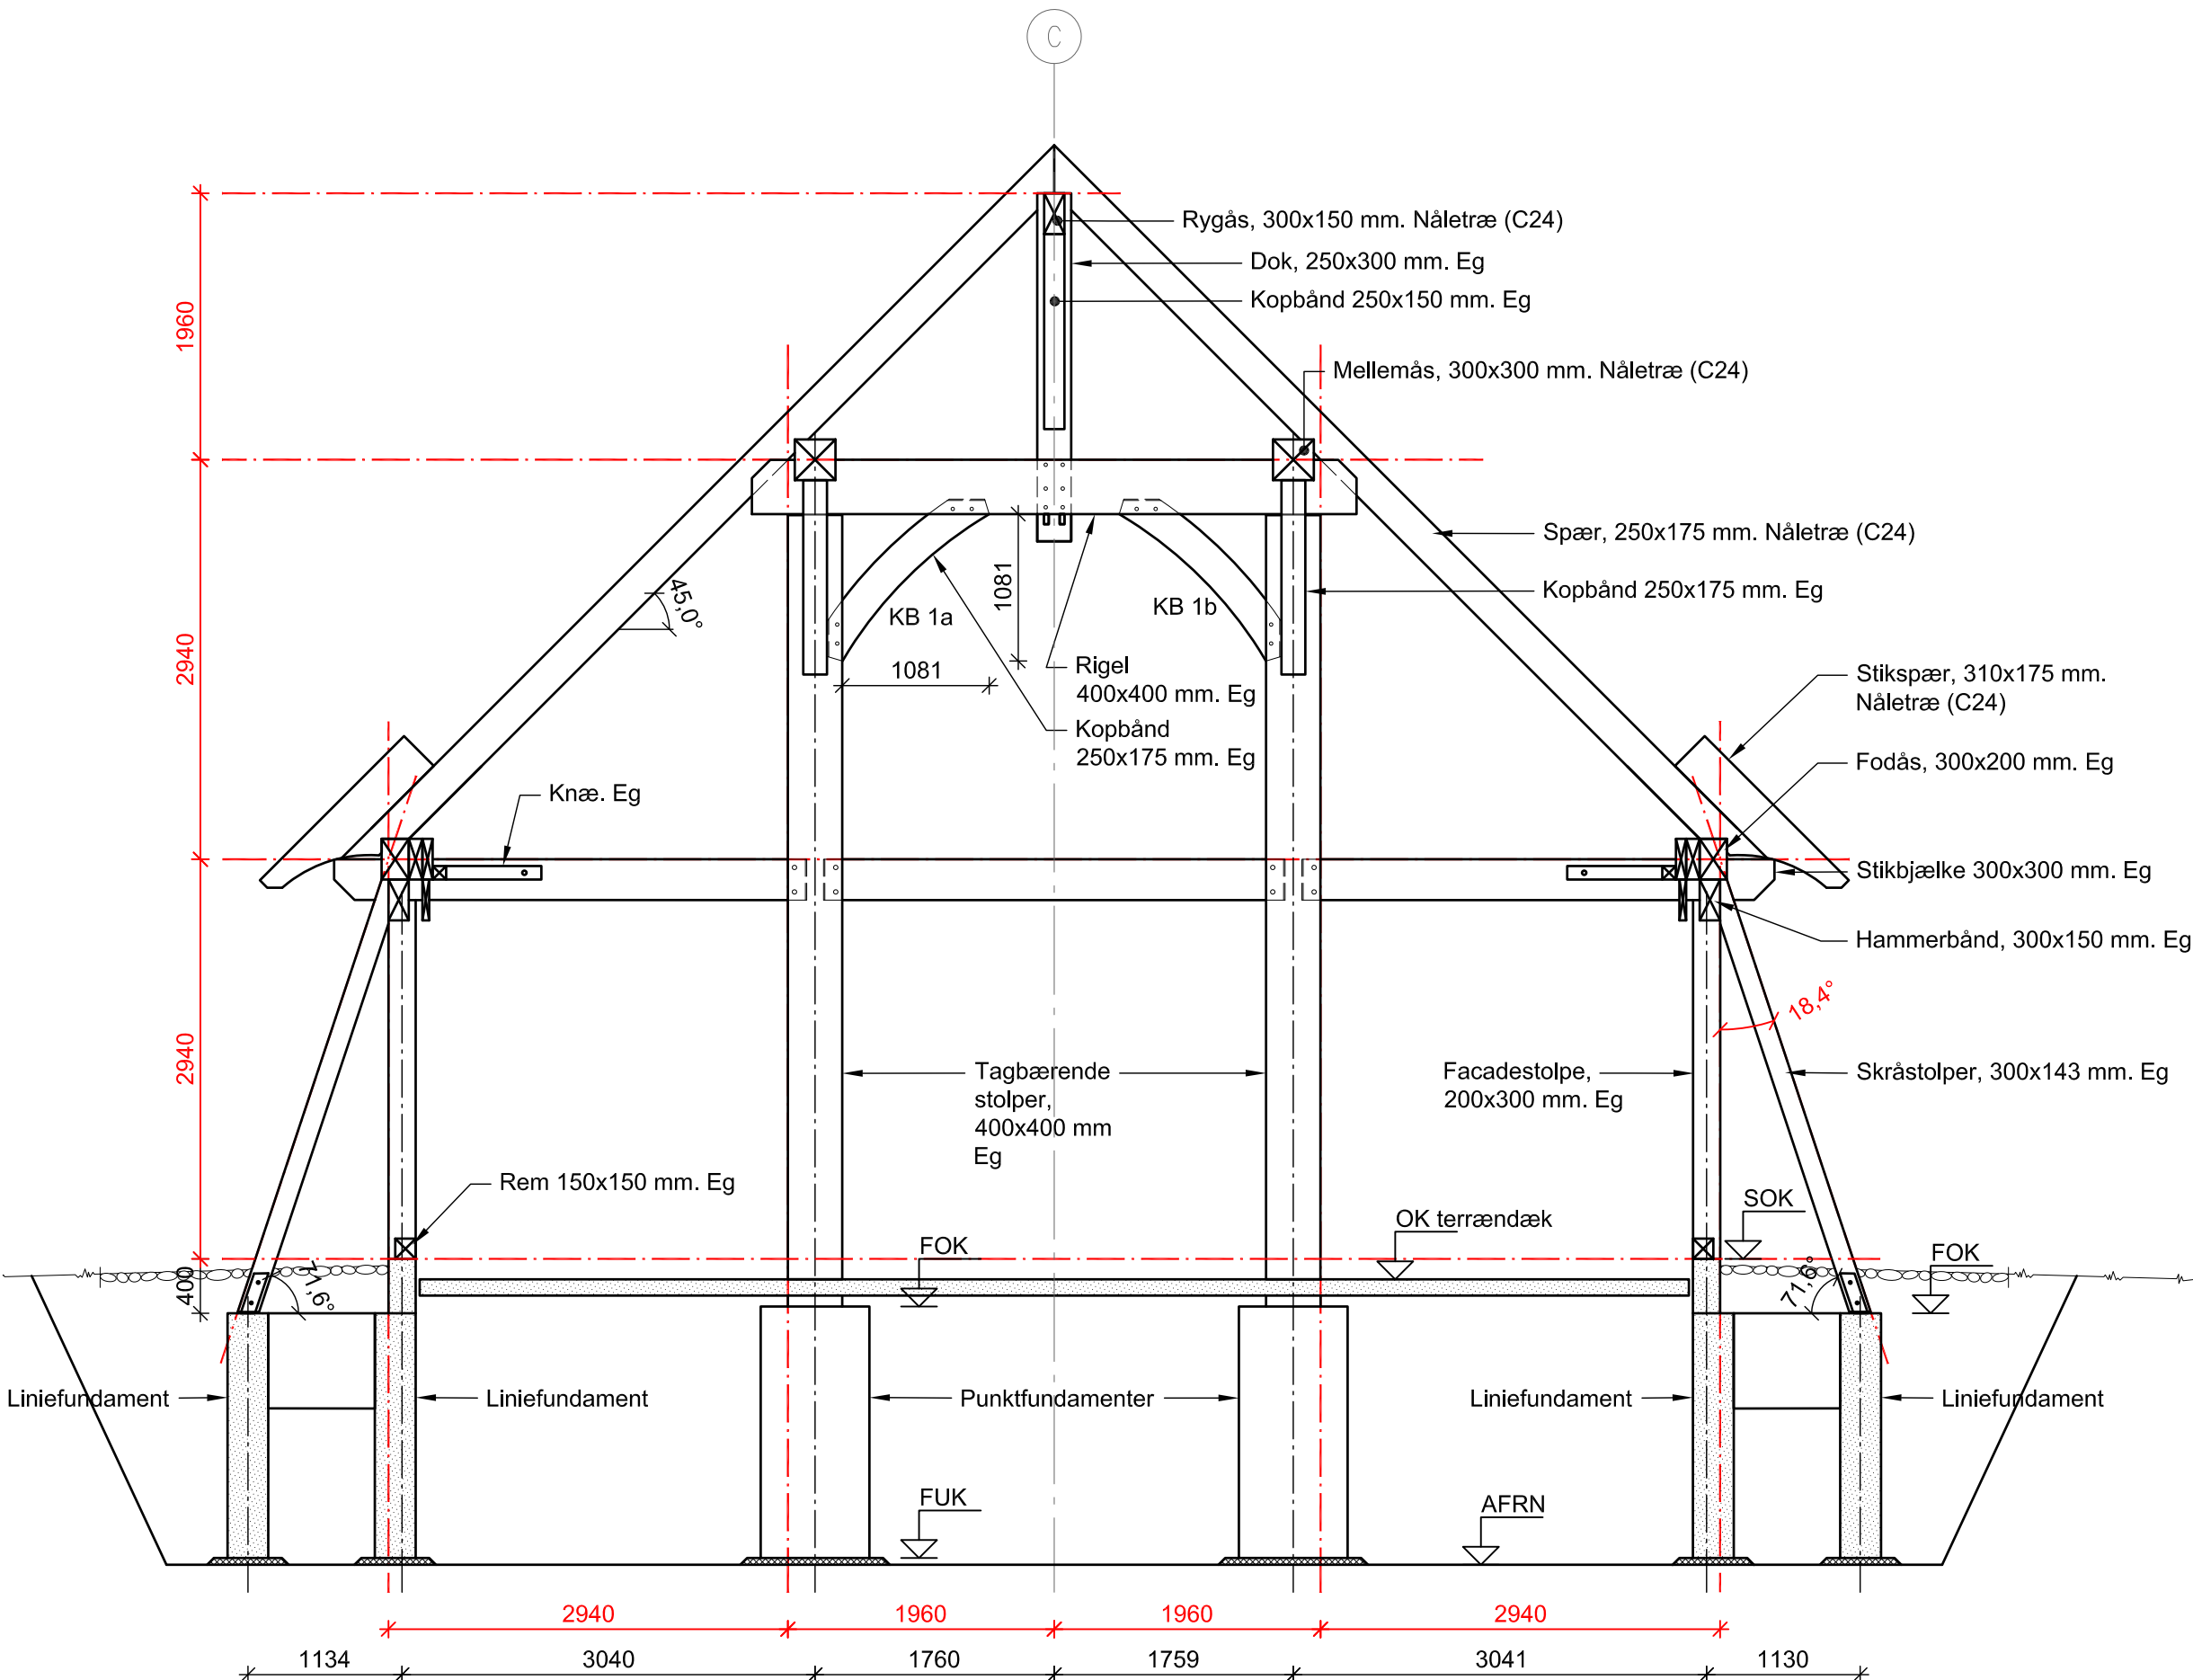 C
Rygås, 300x150 mm. Nåletræ (C24)
Dok, 250x300 mm. Eg
Kopbånd 250x150 mm. Eg
1960
Mellemås, 300x300 mm. Nåletræ (C24)
Spær, 250x175 mm. Nåletræ (C24)
45,0°
1081
KB 1a
KB 1b
Kopbånd 250x175 mm. Eg
2940
1081
Rigel
400x400 mm. Eg
Kopbånd
250x175 mm. Eg
Stikspær, 310x175 mm.
Nåletræ (C24)
Fodås, 300x200 mm. Eg
Knæ. Eg
Stikbjælke 300x300 mm. Eg
Hammerbånd, 300x150 mm. Eg
18,4°
2940
Tagbærende
stolper,
400x400 mm
Eg
Facadestolpe,
200x300 mm. Eg
Skråstolper, 300x143 mm. Eg
Rem 150x150 mm. Eg
SOK
OK terrændæk
FOK
FOK
400
71,6°
71,6°
Liniefundament
Liniefundament
Punktfundamenter
Liniefundament
Liniefundament
FUK
AFRN
2940
1960
1960
2940
1134
3040
1760
1759
3041
1130